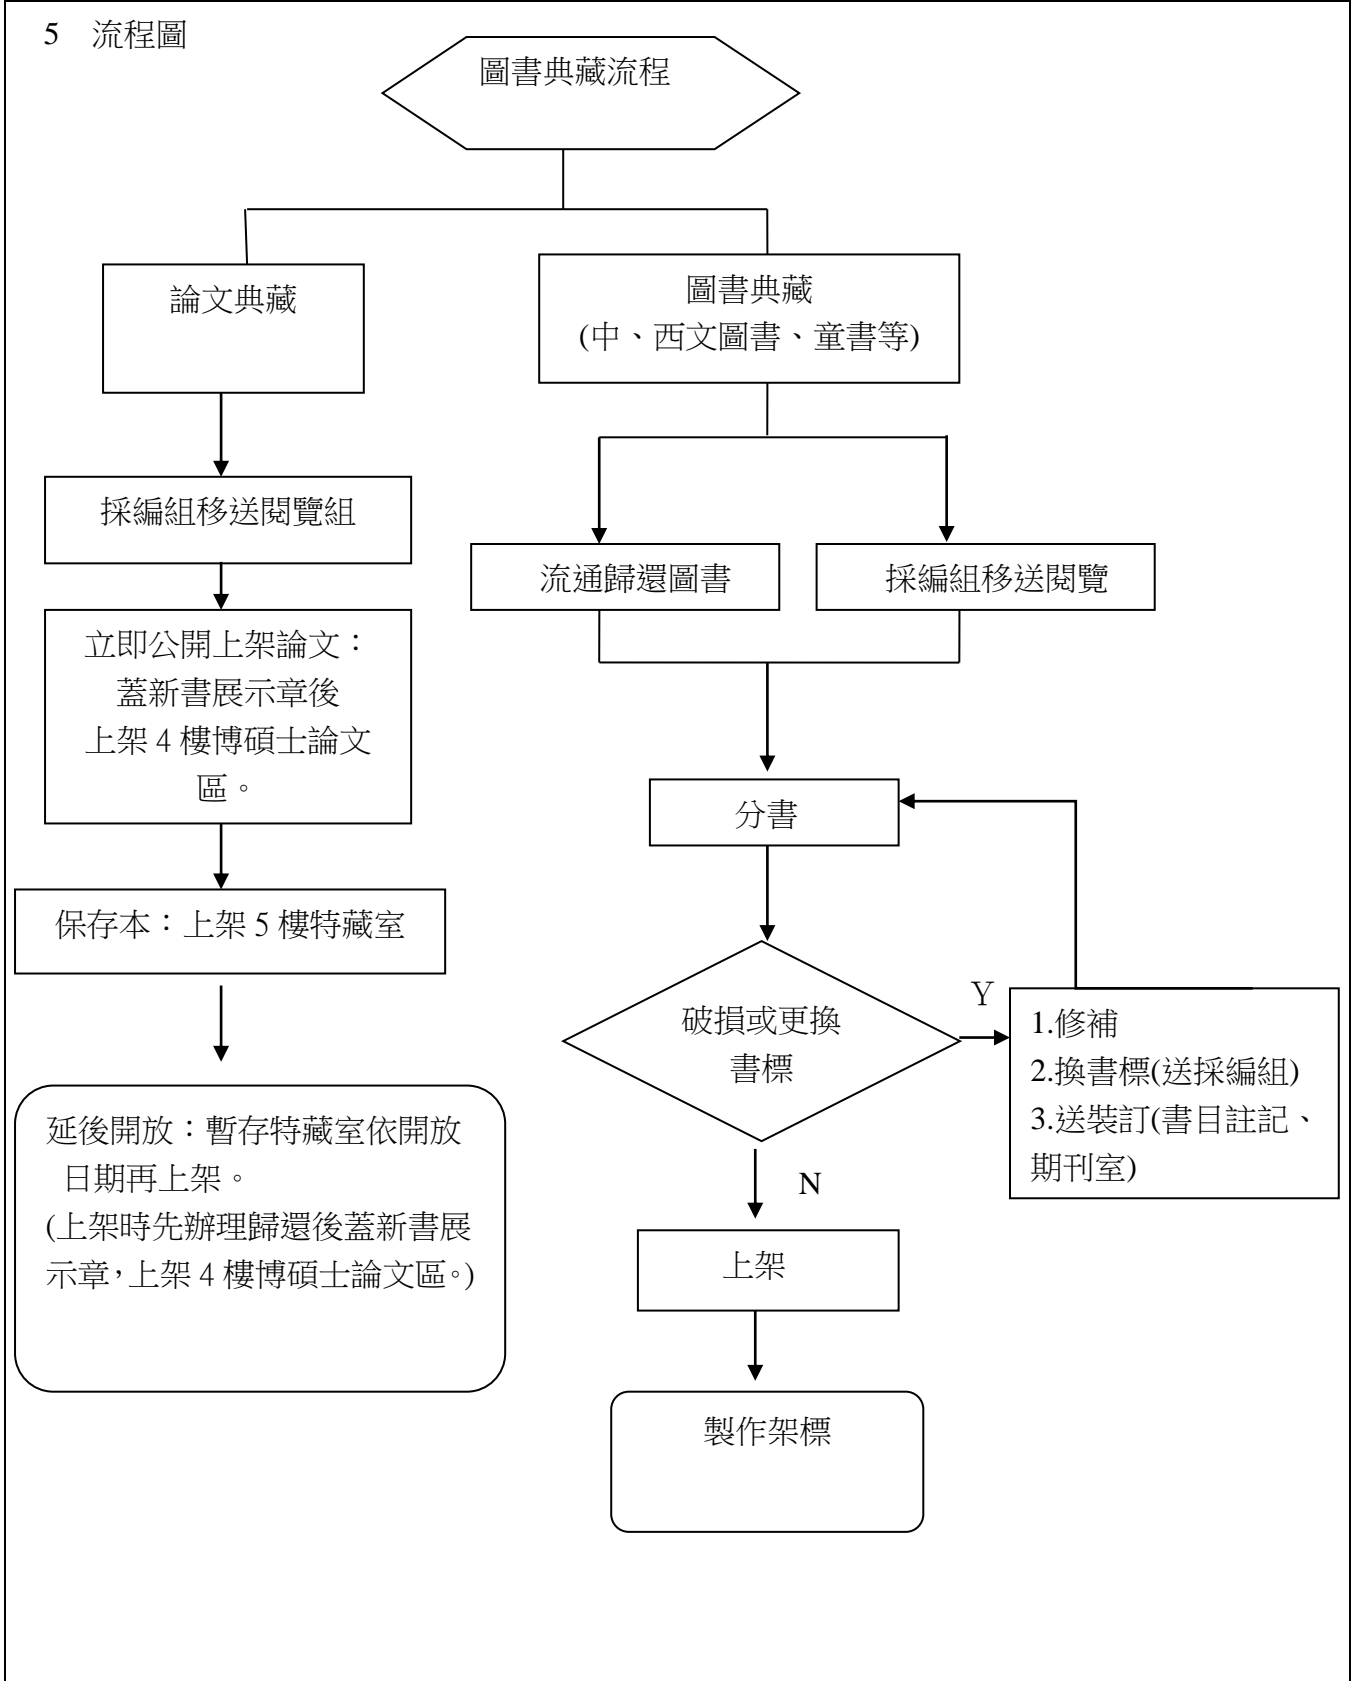 5 流程圖
圖書典藏流程
論文典藏
採編組移送閱覽組
立即公開上架論文：
蓋新書展示章後
上架 4 樓博碩士論文
區。
保存本：上架 5 樓特藏室
延後開放：暫存特藏室依開放
日期再上架。
(上架時先辦理歸還後蓋新書展
示章，上架 4 樓博碩士論文區。)
圖書典藏
(中、西文圖書、童書等)
流通歸還圖書
採編組移送閱覽
分書
破損或更換
書標
Y
1.修補
2.換書標(送採編組)
3.送裝訂(書目註記、
期刊室)
N
上架
製作架標